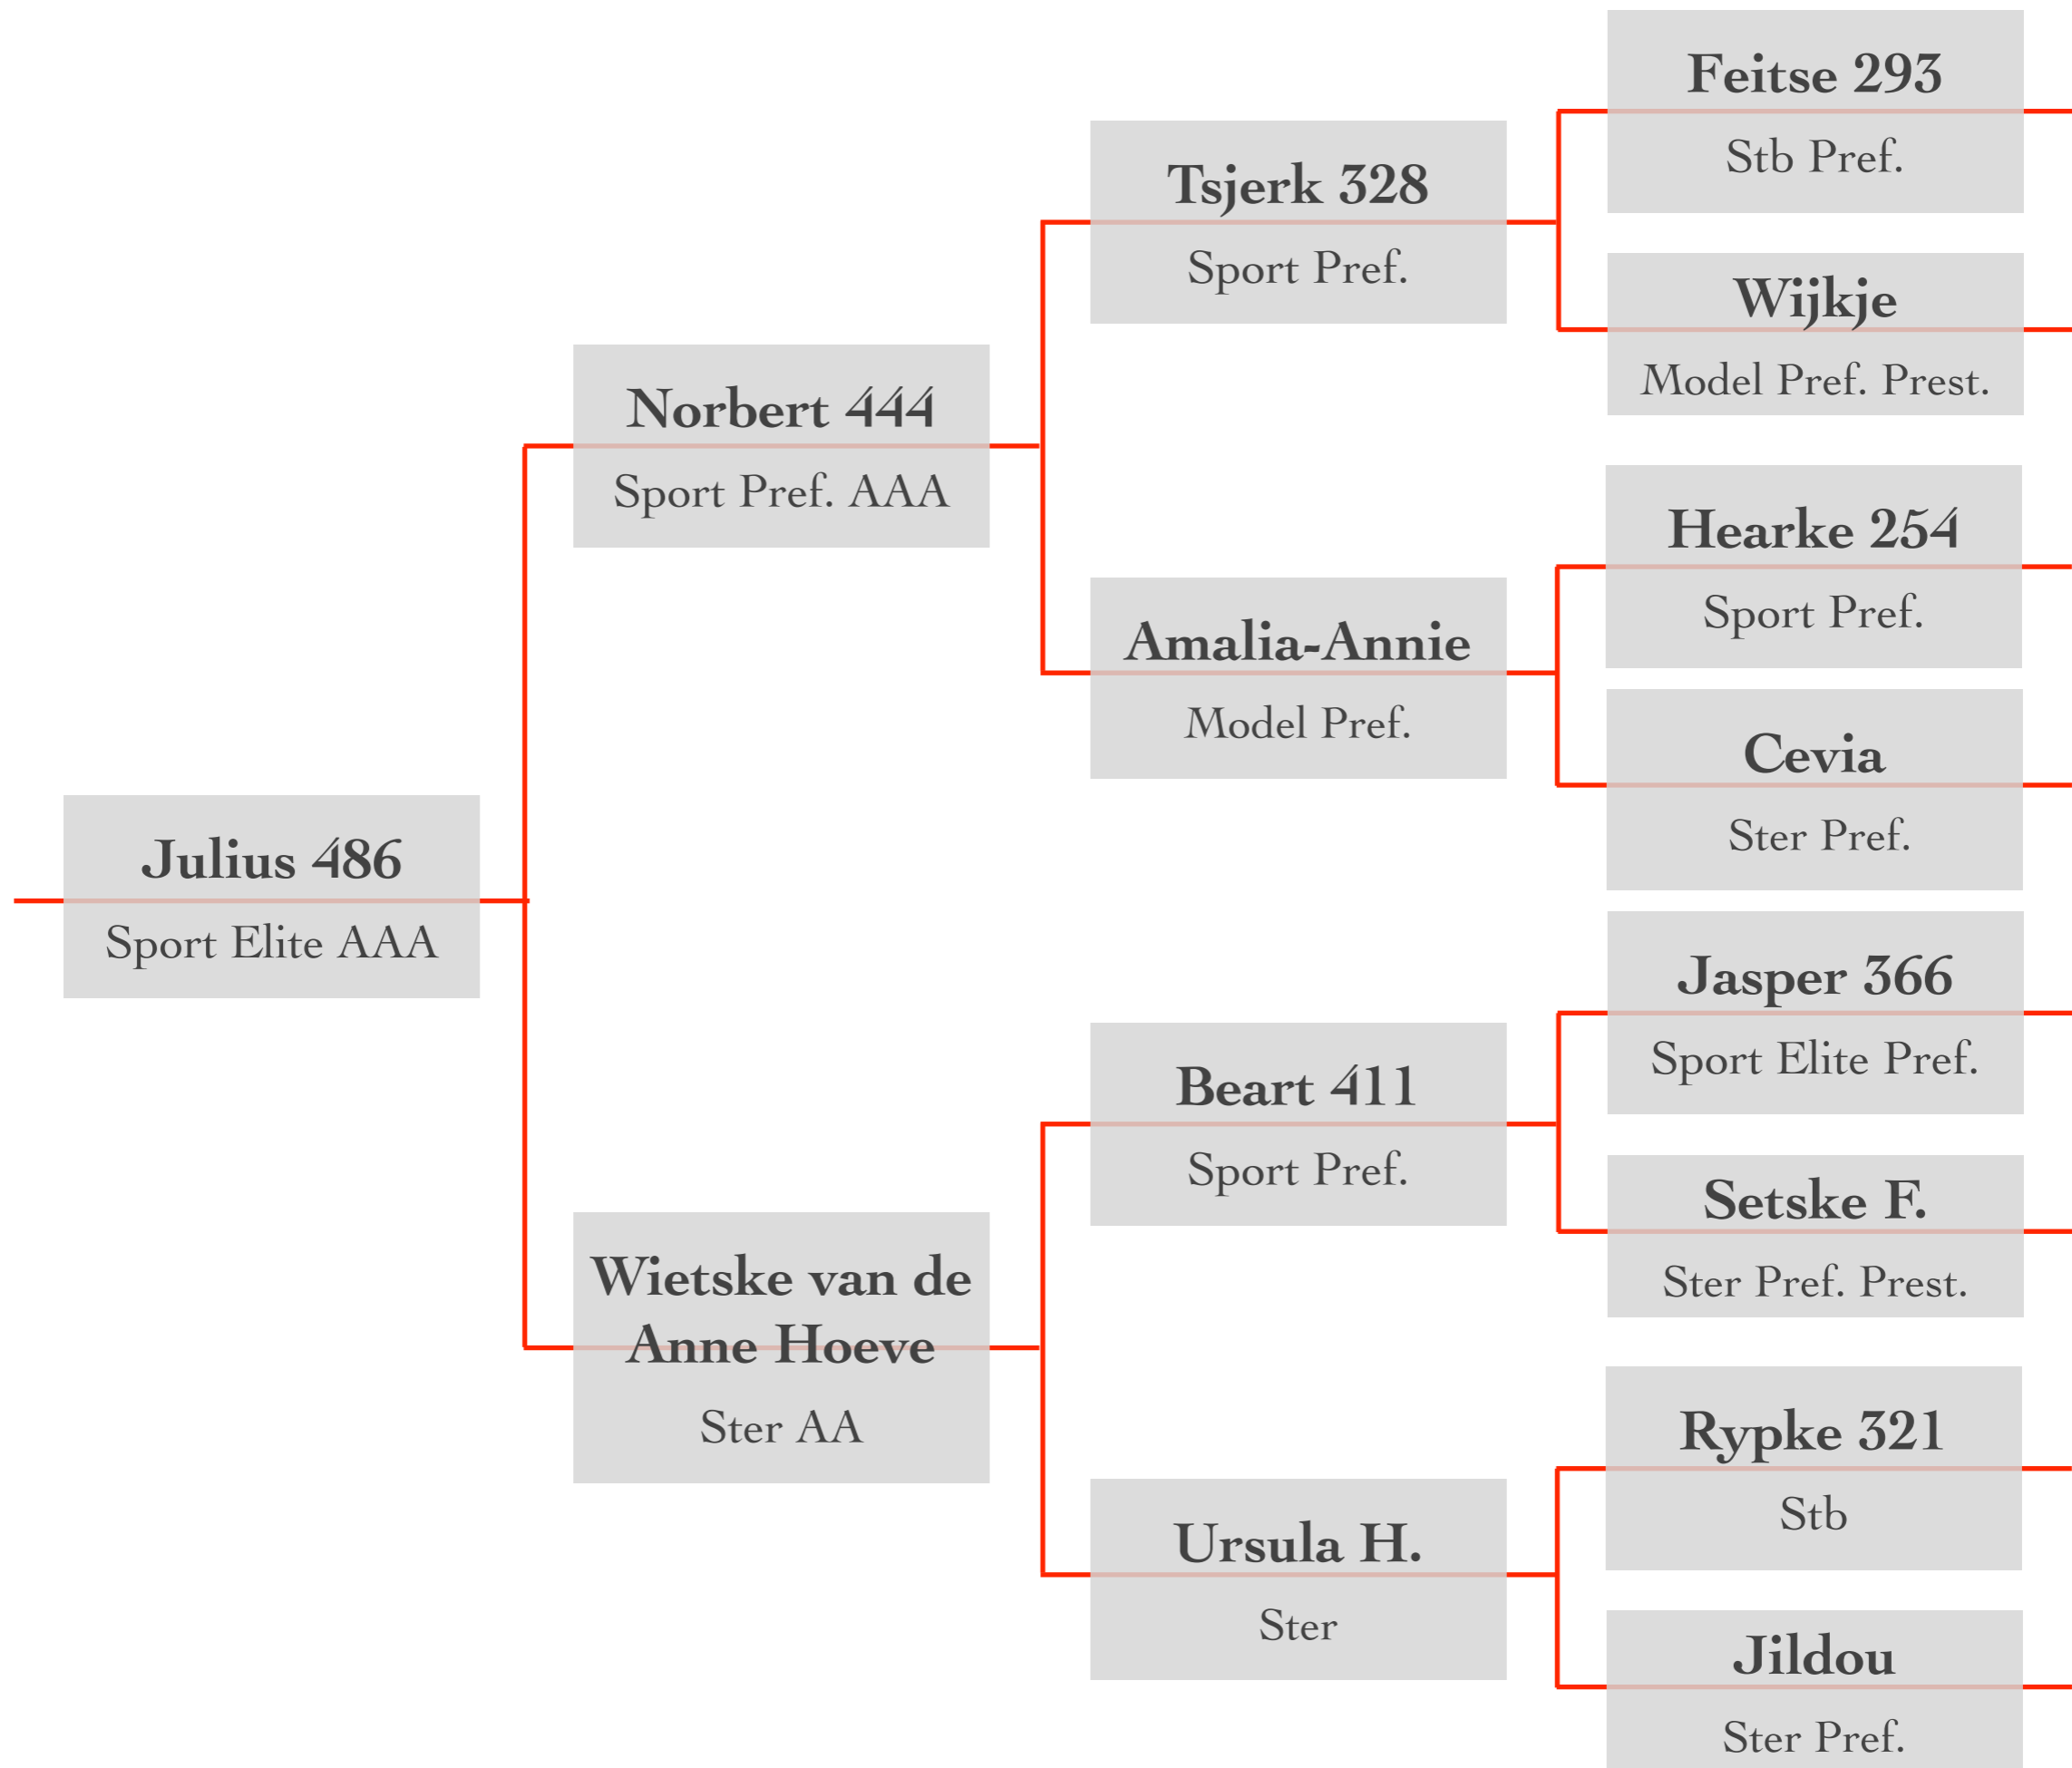 Feitse 293
Stb Pref.
Tsjerk 328
Sport Pref.
Wijkje
Model Pref. Prest.
Norbert 444
Sport Pref. AAA
Hearke 254
Sport Pref.
Amalia-Annie
Model Pref.
Cevia
Ster Pref.
Julius 486
Sport Elite AAA
Jasper 366
Sport Elite Pref.
Beart 411
Sport Pref.
Setske F.
Ster Pref. Prest.
Wietske van de
Anne Hoeve
Ster AA
Rypke 321
Stb
Ursula H.
Ster
Jildou
Ster Pref.